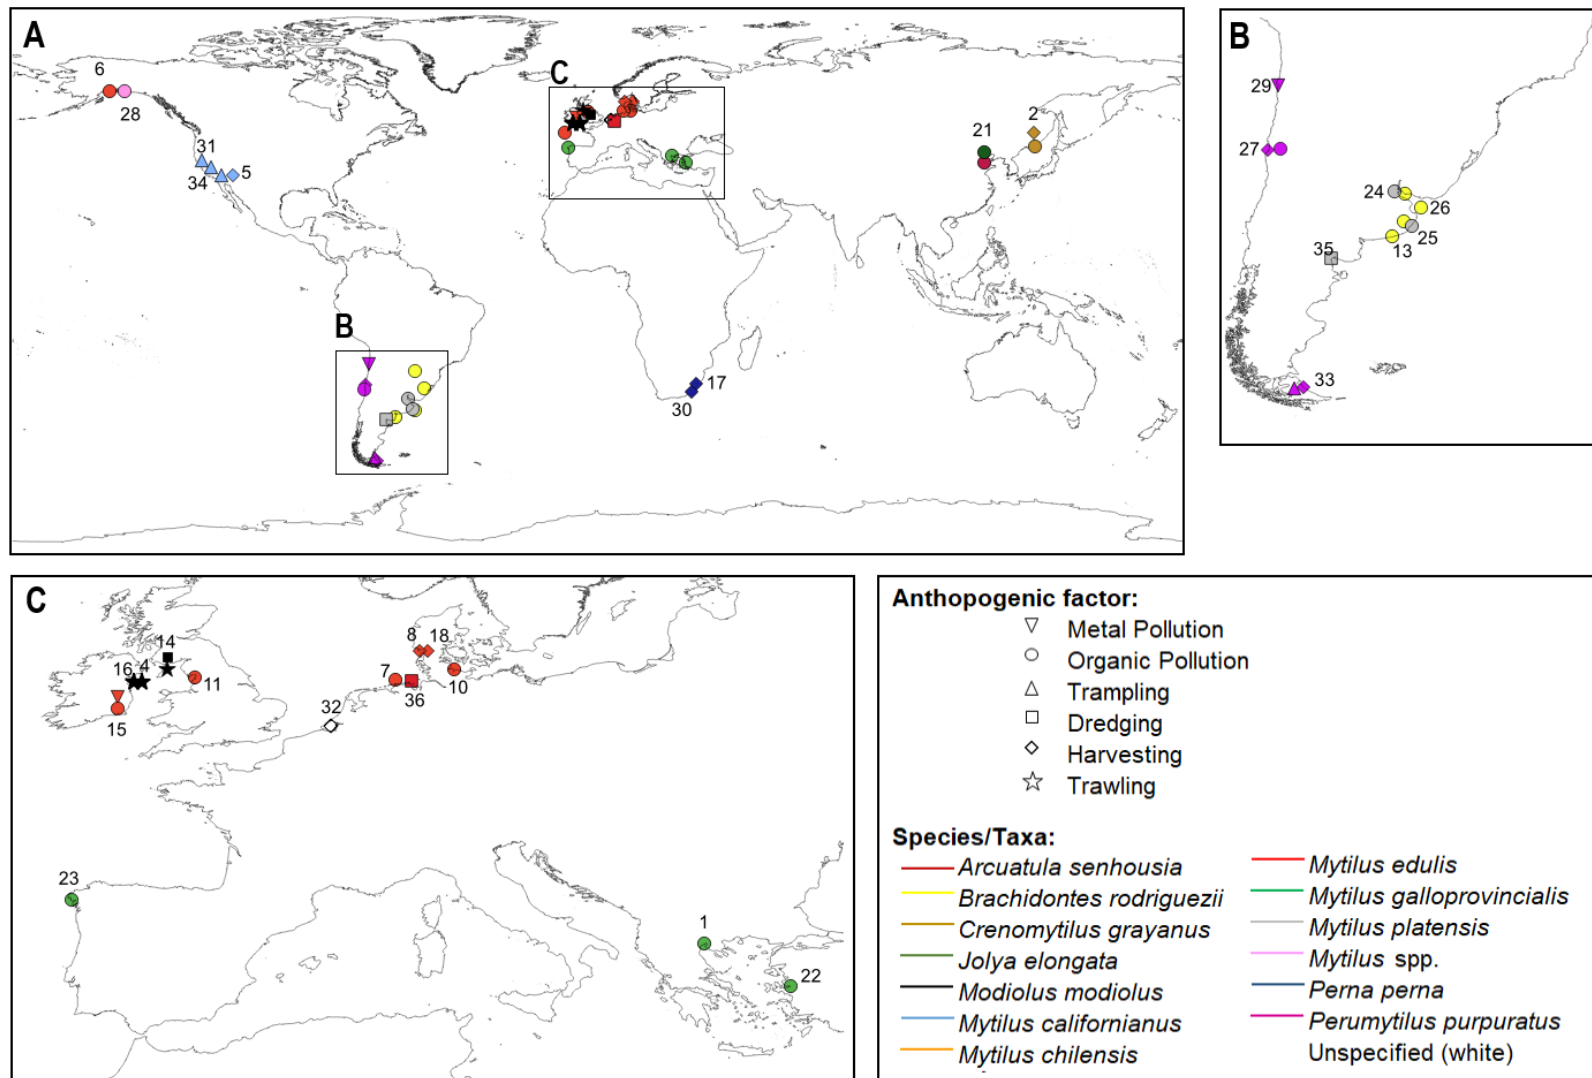 A
6
28
31
34
5
C
2
21
B
17
30
B
29
27
24
26
25
13
35
33
C
14
16
4
11
15
8
18
7
36
10
32
23
1
22
Anthopogenic factor:
Metal Pollution
Organic Pollution
Trampling
Dredging
Harvesting
Trawling
Species/Taxa:
Arcuatula senhousia
Brachidontes rodriguezii
Crenomytilus grayanus
Jolya elongata
Modiolus modiolus
Mytilus californianus
Mytilus chilensis
Mytilus edulis
Mytilus galloprovincialis
Mytilus platensis
Mytilus spp.
Perna perna
Perumytilus purpuratus
Unspecified (white)